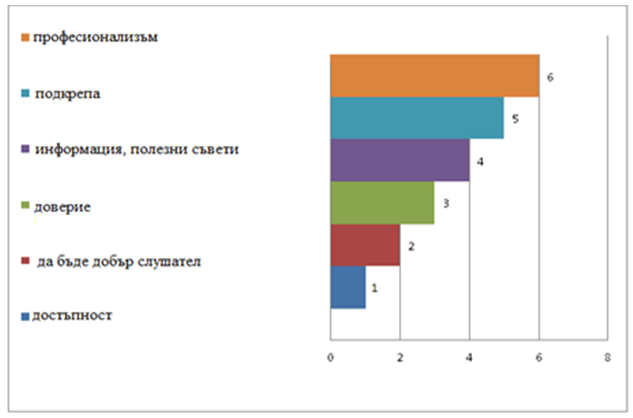 професионализъм
подкрепа
информация, полезни съвети
доверие
да бъде добър слушател
достъпност
6
5
4
3
2
1
0 2 4 6 8